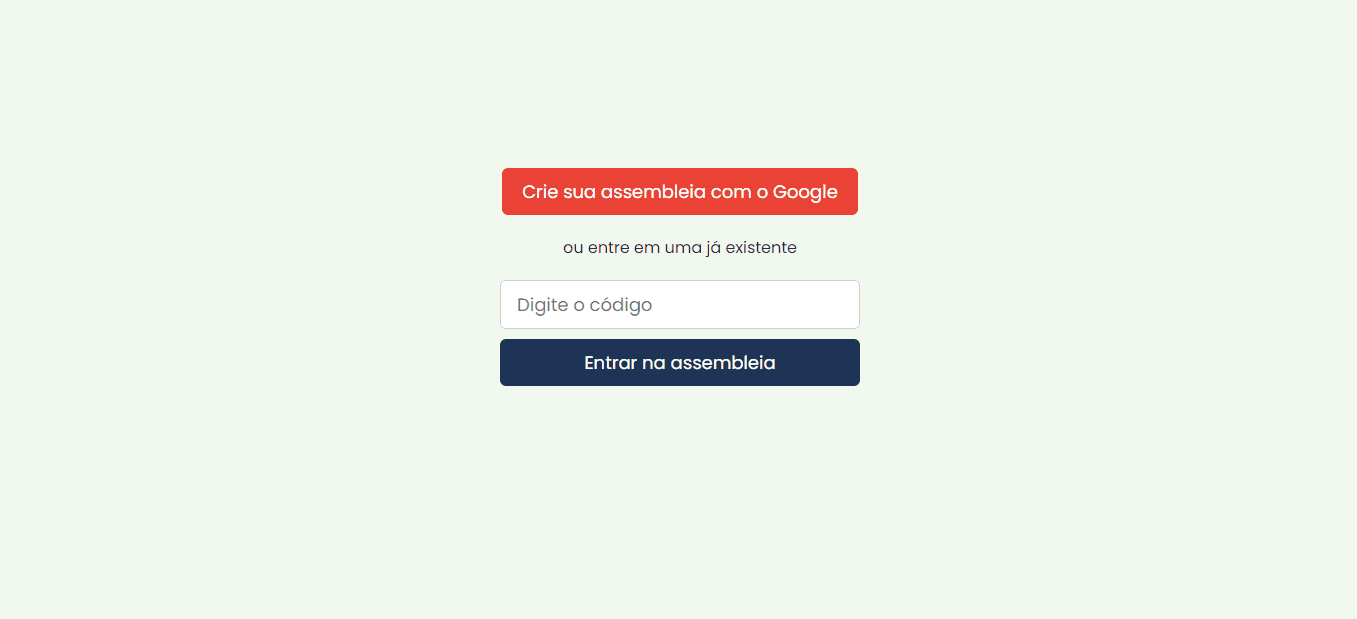 Crie sua assembleia com o Google
ou entre em uma já existente
Digite o código
Entrar na assembleia